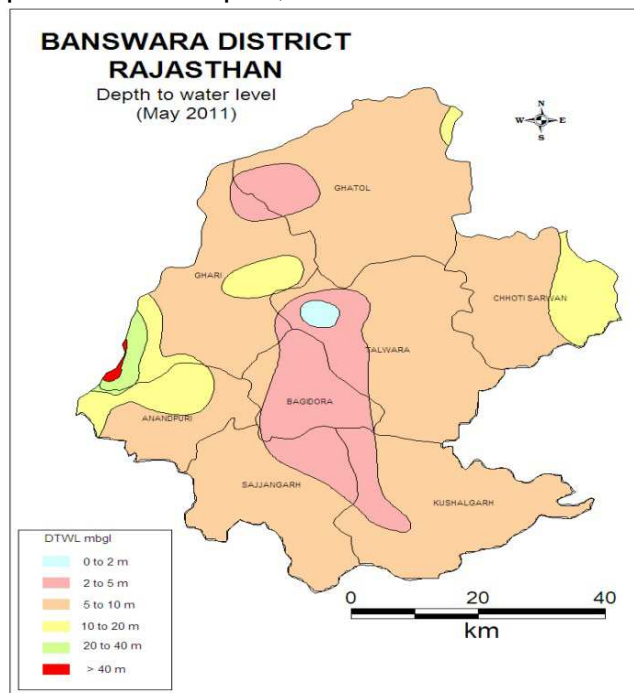 BANSWARA DISTRICT
RAJASTHAN
Depth to water level
(May 2011)
N
W E
S
GHATOL
GHARI
CHHOTI SARWAN
TALWARA
BAGIDORA
ANANDPURI
SAJJANGARH
KUSHALGARH
DTWL mbgl
0 to 2 m
2 to 5 m
5 to 10 m
10 to 20 m
20 to 40 m
> 40 m
0 20 40
km